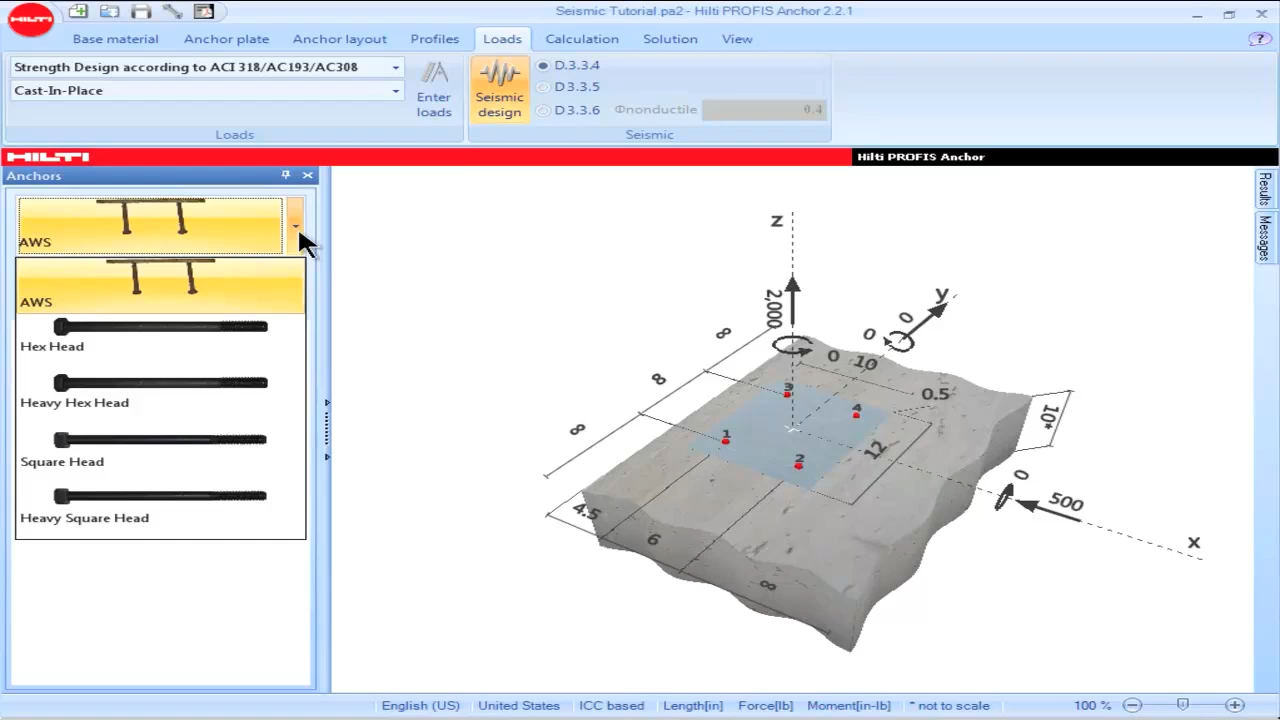 Seismic Tutorial.pa2 - Hilti PROFIS Anchor 2.2.1
HILTI
Base material Anchor plate Anchor layout Profiles Loads Calculation Solution View
Strength Design according to ACI 318/AC193/AC308
Cast-In-Place
Enter loads
Loads
Seismic design
D.3.3.4
D.3.3.5
D.3.3.6 Φnonductile 0.4
Seismic
HILTI Hilti PROFIS Anchor
Anchors
AWS
AWS
Hex Head
Heavy Hex Head
Square Head
Heavy Square Head
Results
Messages
z
2,000
y
0
0
8
0
10
8
3
0.5
4
10*
8
1
12
2
0
500
4.5
x
6
8
English (US) United States ICC based Length[in] Force[lb] Moment[in-lb] * not to scale 100 %